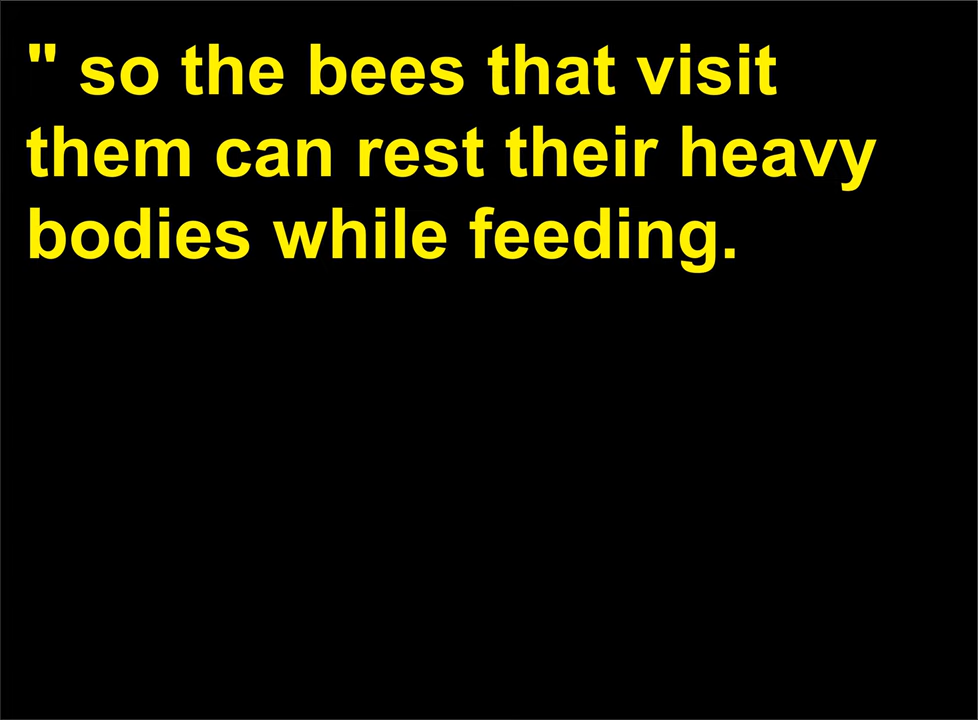 " so the bees that visit
them can rest their heavy
bodies while feeding.